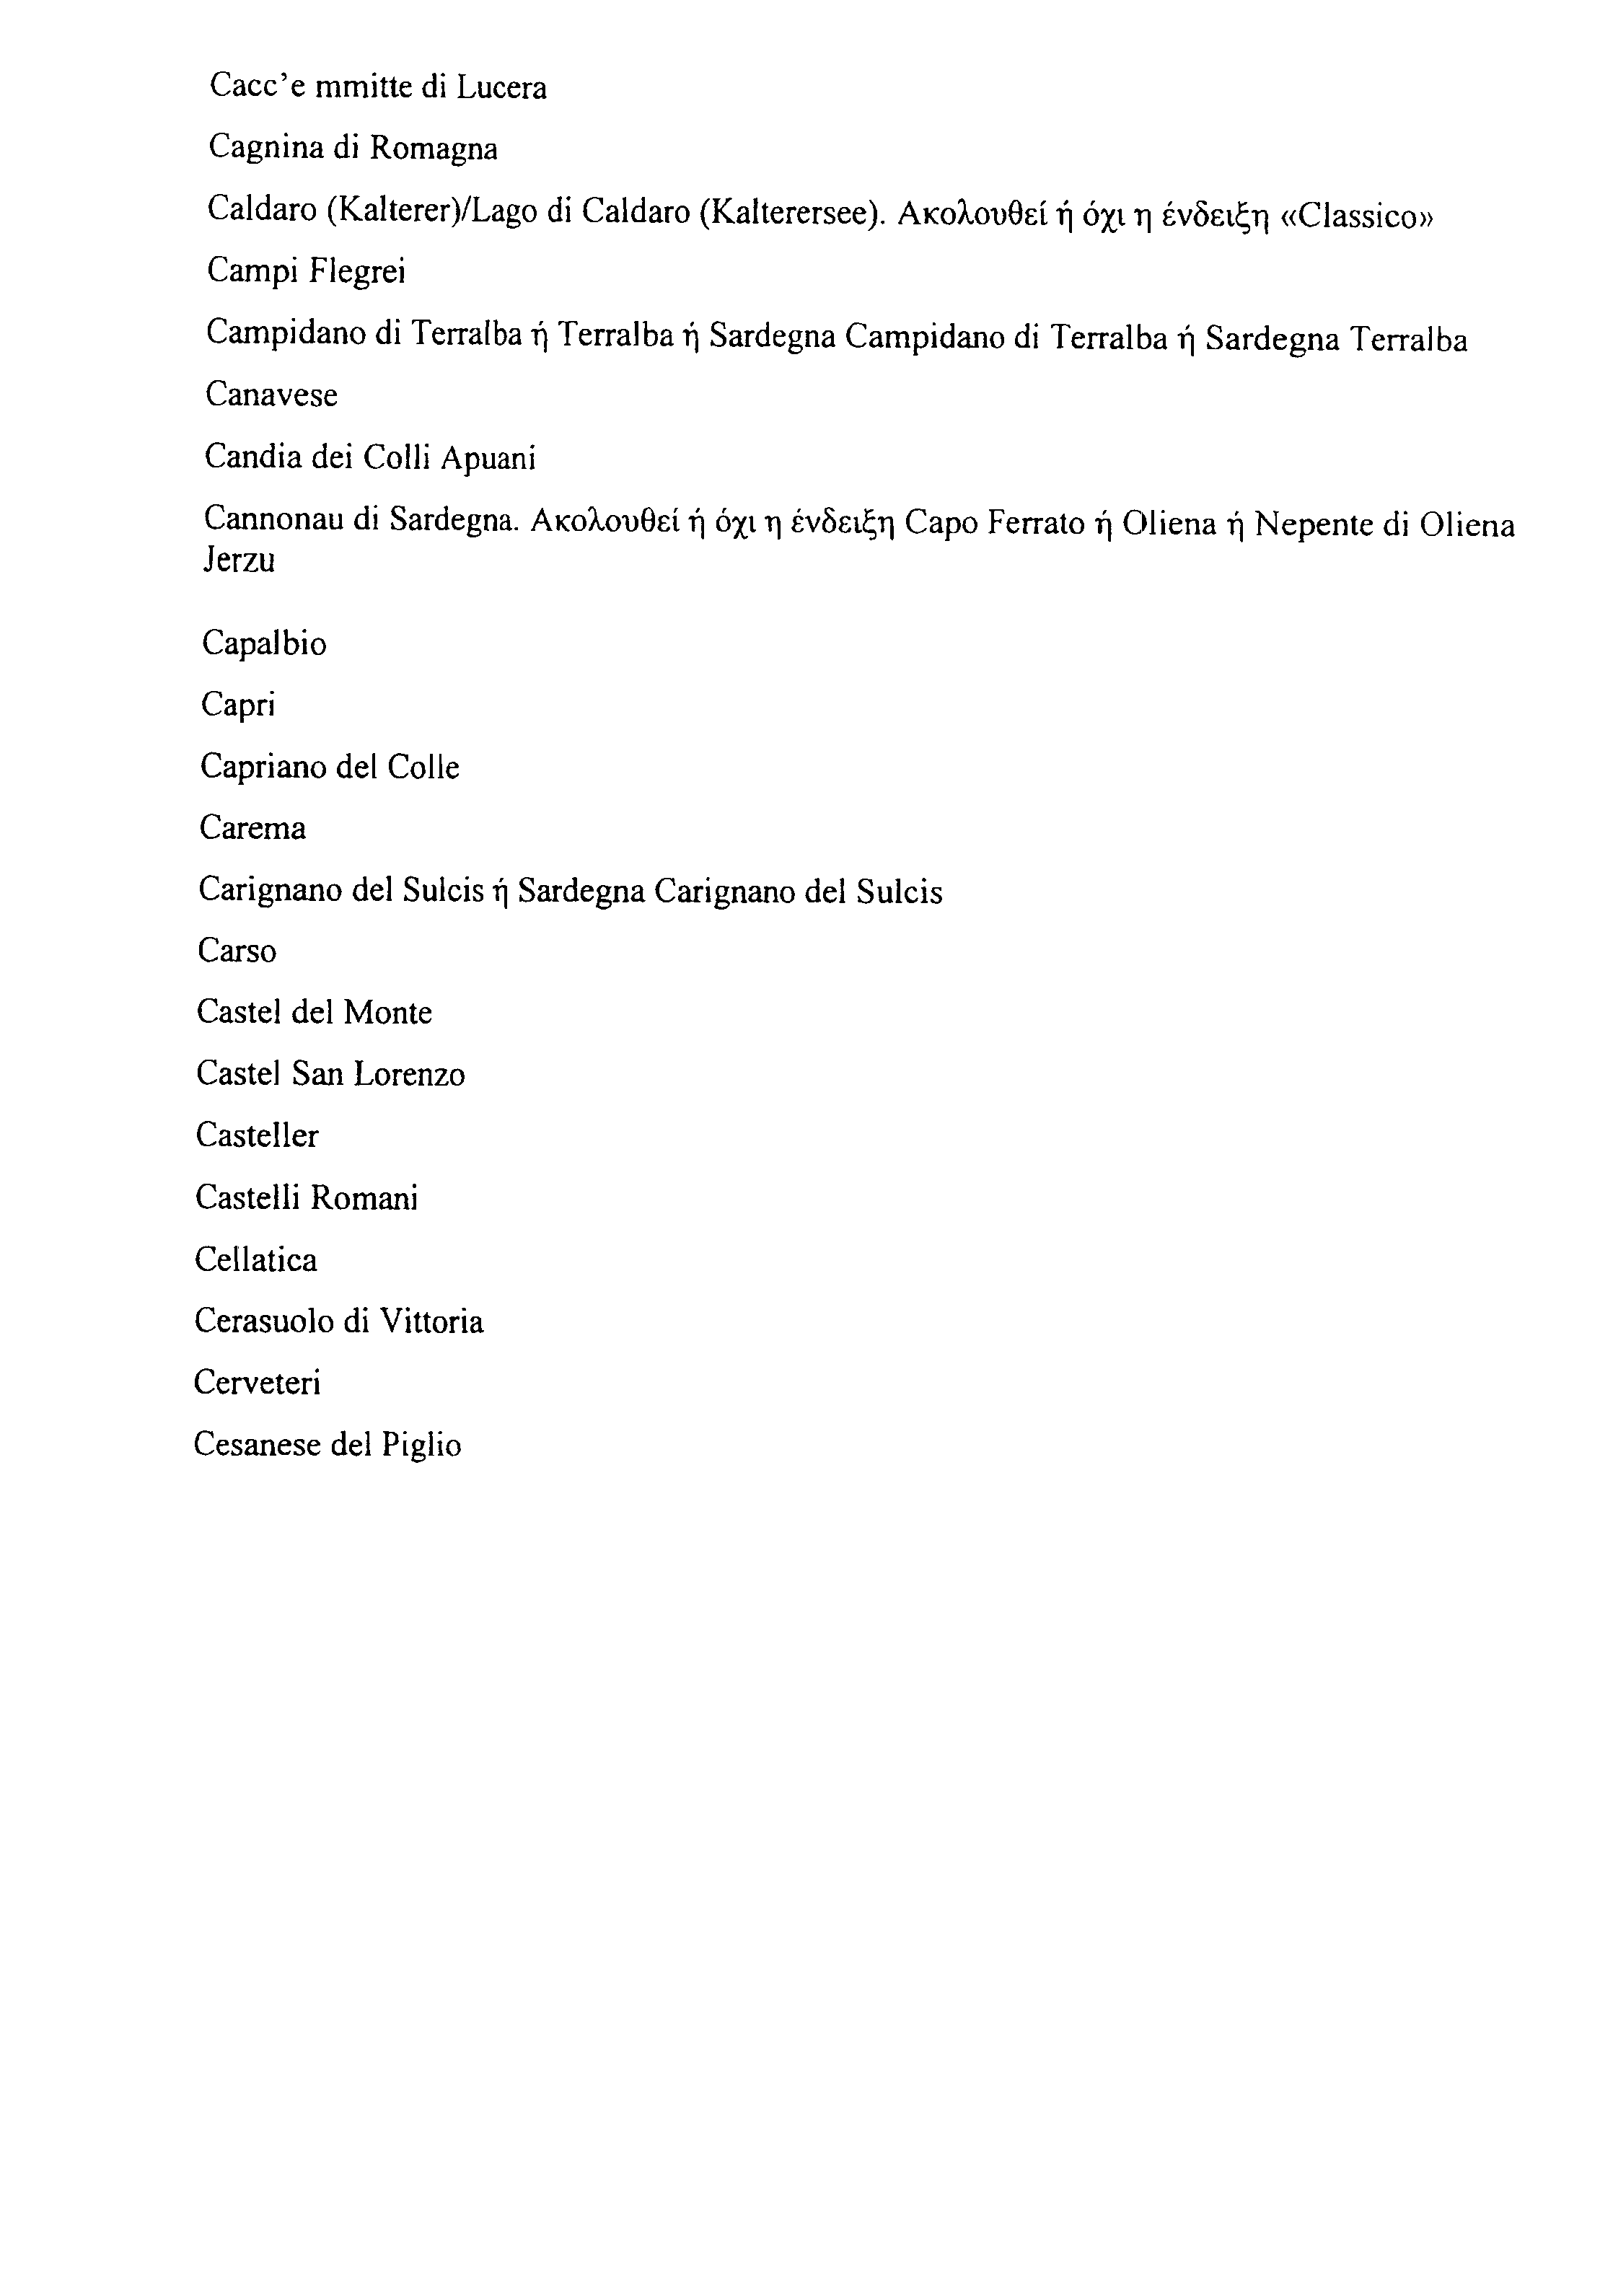 Cacc’e mmitte di Lucera
Cagnina di Romagna
Caldaro (Kalterer)/Lago di Caldaro (Kalterersee). Ακολουθεί ή όχι η ένδειξη «Classico»
Campi Flegrei
Campidano di Terralba ή Terralba ή Sardegna Campidano di Terralba ή Sardegna Terralba
Canavese
Candia dei Colli Apuani
Cannonau di Sardegna. Ακολουθεί ή όχι η ένδειξη Capo Ferrato ή Oliena ή Nepente di Oliena
Jerzu
Capalbio
Capri
Capriano del Colle
Carema
Carignano del Sulcis ή Sardegna Carignano del Sulcis
Carso
Castel del Monte
Castel San Lorenzo
Casteller
Castelli Romani
Cellatica
Cerasuolo di Vittoria
Cerveteri
Cesanese del Piglio